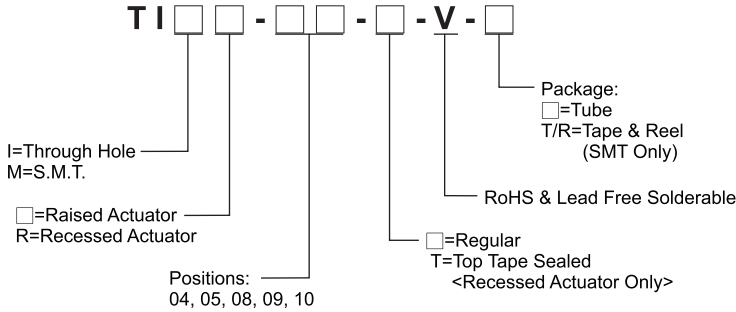 TI□□-□□-□-V-□
Package:
□=Tube
T/R=Tape & Reel
(SMT Only)
I=Through Hole
M=S.M.T.
RoHS & Lead Free Solderable
□=Raised Actuator
R=Recessed Actuator
□=Regular
T=Top Tape Sealed
<Recessed Actuator Only>
Positions:
04, 05, 08, 09, 10